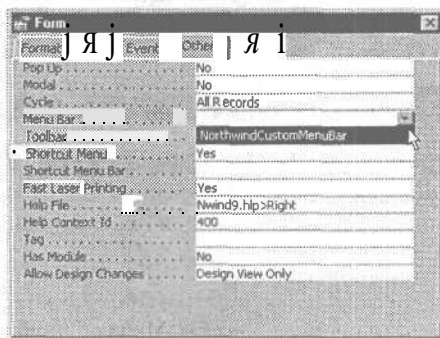 Form
Format јЯј Event Other Я і
Pop Up No
Modal No
Cycle All Records
Menu Bar
Toolbar NorthwindCustomMenuBar
Shortcut Menu Yes
Shortcut Menu Bar
Fast Laser Printing Yes
Help File Nwind9.hlp>Right
Help Context Id 400
Tag
Has Module No
Allow Design Changes Design View Only